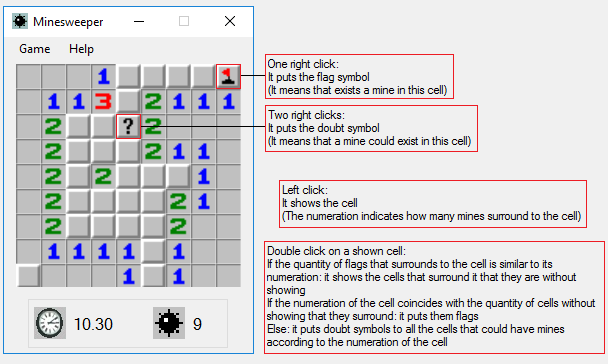 Minesweeper
Game Help
1
1 1 3 2 1 1 1
2 ? 2
2 2 1 1
2 2 1
2 2 1
2 2
1 1 1 1 1
1 1
10.30 9
One right click:
It puts the flag symbol
(It means that exists a mine in this cell)
Two right clicks:
It puts the doubt symbol
(It means that a mine could exist in this cell)
Left click:
It shows the cell
(The numeration indicates how many mines surround to the cell)
Double click on a shown cell:
If the quantity of flags that surrounds to the cell is similar to its
numeration: it shows the cells that surround it that they are without
showing
If the numeration of the cell coincides with the quantity of cells without
showing that they surround: it puts them flags
Else: it puts doubt symbols to all the cells that could have mines
according to the numeration of the cell